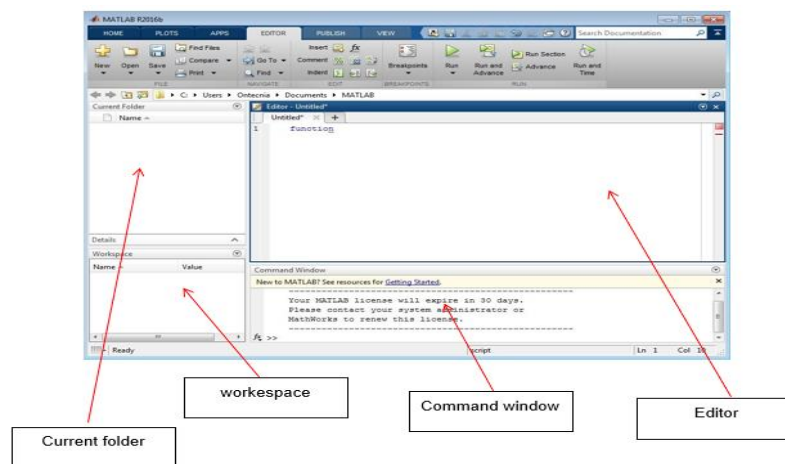 MATLAB R2016b
HOME PLOTS APPS EDITOR PUBLISH VIEW Search Documentation
New Open Save Find Files Compare Print
Go To Find
Insert fx Comment Indent
Breakpoints Run Run and Advance Run Section Advance Run and Time
FILE NAVIGATE EDIT BREAKPOINTS RUN
C: Users Ontecnia Documents MATLAB
Current Folder
Name
Editor - Untitled*
Untitled* +
1 function
Details
Workspace
Name Value
Command Window
New to MATLAB? See resources for Getting Started.
Your MATLAB license will expire in 30 days.
Please contact your system administrator or
MathWorks to renew this license.
fx >>
Ready script Ln 1 Col 10
workespace
Command window
Editor
Current folder